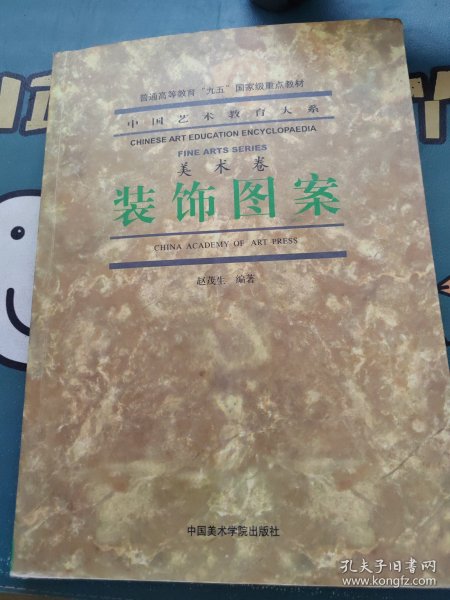 普通高等教育“九五”国家级重点教材
中国艺术教育大系
CHINESE ART EDUCATION ENCYCLOPAEDIA
FINE ARTS SERIES
美术卷
装饰图案
CHINA ACADEMY OF ART PRESS
赵茂生 编著
中国美术学院出版社
孔夫子旧书网
www.kongfz.com